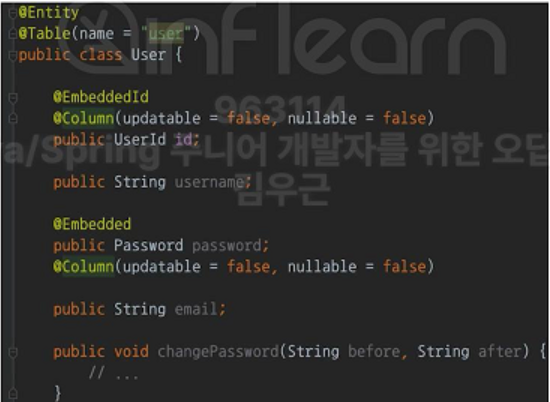 @Entity
@Table(name = "user")
public class User {
inflearn
@EmbeddedId
963114
@Column(updatable = false, nullable = false)
public UserId id;
a/Spring 주니어 개발자를 위한 오답
public String username;
김우근
@Embedded
public Password password;
@Column(updatable = false, nullable = false)
public String email;
public void changePassword(String before, String after) {
// ...
}